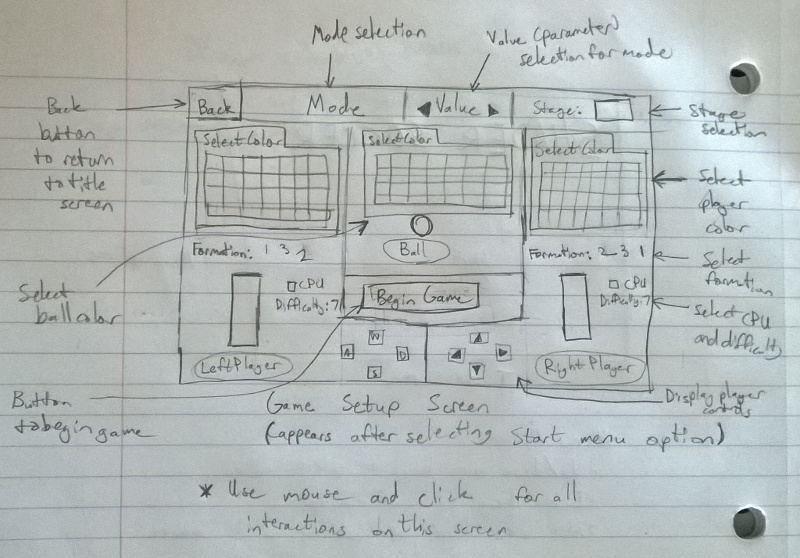 Mode selection
Value (parameter)
selection for mode
Back
button
to return
to title
screen
Back
Mode
◀ Value ▶
Stage:
Stage
selection
Select Color
Select Color
Select Color
Select
player
color
Ball
Formation: 1 3 2
Formation: 2 3 1
Select
formation
Select
ball color
CPU
Difficulty: 7
Begin Game
CPU
Difficulty: 7
Select CPU
and difficulty
W
A
D
S
▲
◀
▶
▼
Left Player
Right Player
Button
to begin game
Display player
controls
Game Setup Screen
(appears after selecting Start menu option)
* Use mouse and click for all
interactions on this screen